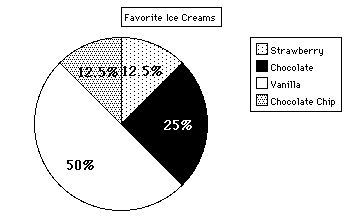 Favorite Ice Creams
12.5% 12.5%
25%
50%
Strawberry
Chocolate
Vanilla
Chocolate Chip